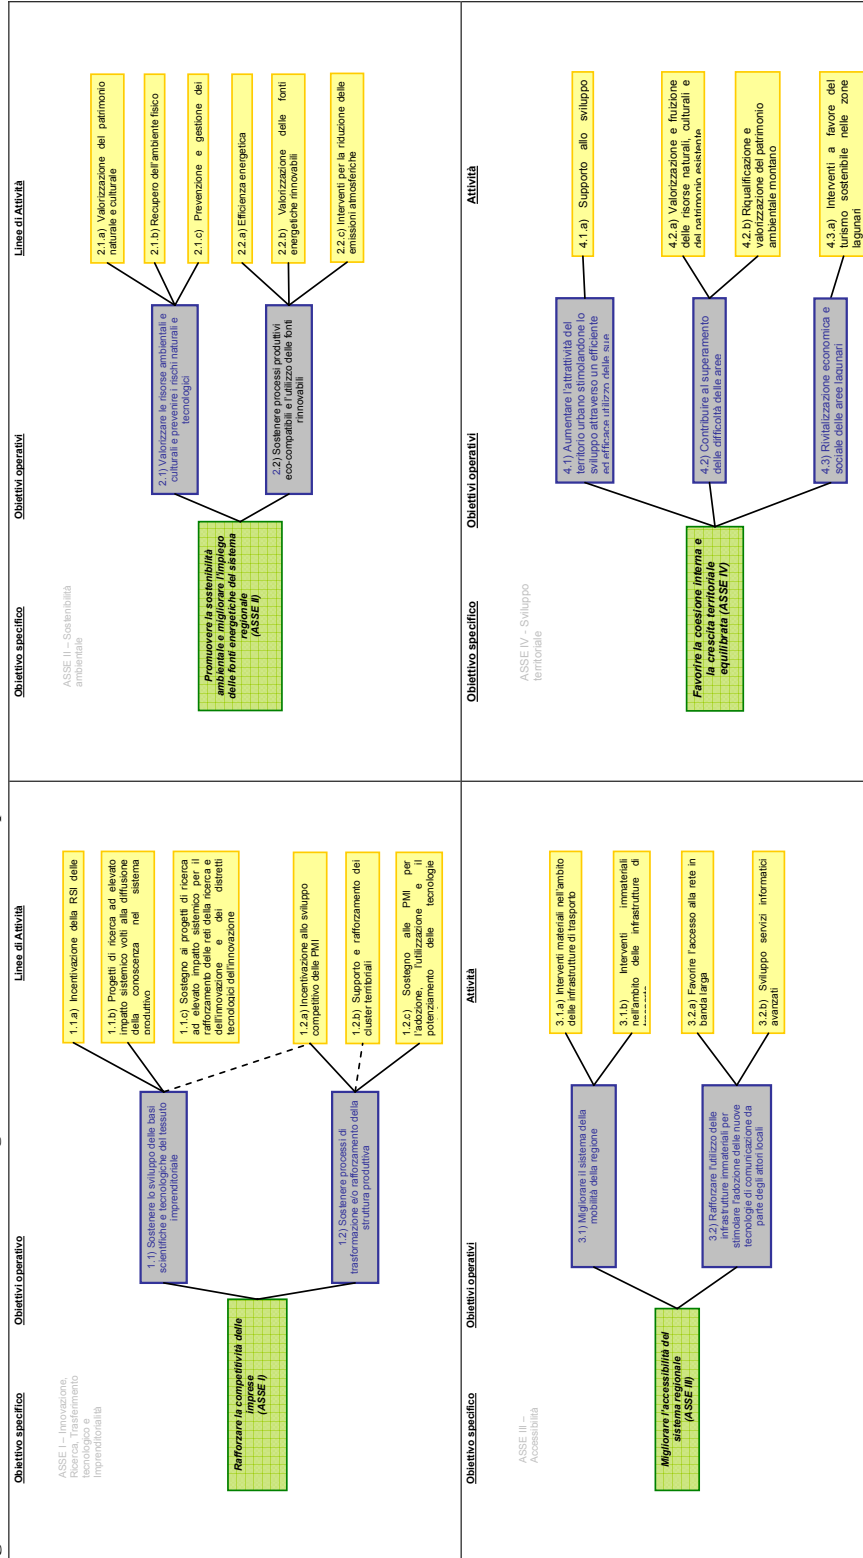 Obiettivo specifico
Obiettivi operativo
Linee di Attività
ASSE I – Innovazione,
Ricerca, Trasferimento
tecnologico e
Imprenditorialità
Rafforzare la competitività delle
imprese
(ASSE I)
1.1) Sostenere lo sviluppo delle basi
scientifiche e tecnologiche del tessuto
imprenditoriale
1.2) Sostenere processi di
trasformazione e/o rafforzamento della
struttura produttiva
1.1a) Incentivazione della RSI delle
1.1.b) Progetti di ricerca ad elevato
impatto sistemico volti alla diffusione
della conoscenza nel sistema
produttivo
1.1.c) Sostegno ai progetti di ricerca
ad elevato impatto sistemico per il
rafforzamento delle reti della ricerca e
dell'innovazione e dei distretti
tecnologici dell'innovazione
1.2.a) Incentivazione allo sviluppo
competitivo delle PMI
1.2.b) Supporto e rafforzamento dei
cluster territoriali
1.2.c) Sostegno alle PMI per
l'adozione, l'utilizzazione e il
potenziamento delle tecnologie
Obiettivo specifico
Obiettivi operativi
Linee di Attività
ASSE II – Sostenibilità
ambientale
Promuovere la sostenibilità
ambientale e migliorare l'impiego
delle fonti energetiche del sistema
regionale
(ASSE II)
2.1) Valorizzare le risorse ambientali e
culturali e prevenire i rischi naturali e
tecnologici
2.2) Sostenere processi produttivi
eco-compatibili e l'utilizzo delle fonti
rinnovabili
2.1.a) Valorizzazione del patrimonio
naturale e culturale
2.1.b) Recupero dell'ambiente fisico
2.1.c) Prevenzione e gestione dei
2.2.a) Efficienza energetica
2.2.b) Valorizzazione delle fonti
energetiche rinnovabili
2.2.c) Interventi per la riduzione delle
emissioni atmosferiche
Obiettivo specifico
Obiettivi operativi
Attività
ASSE III –
Accessibilità
Migliorare l'accessibilità del
sistema regionale
(ASSE III)
3.1) Migliorare il sistema della
mobilità della regione
3.2) Rafforzare l'utilizzo delle
infrastrutture immateriali per
stimolare l'adozione delle nuove
tecnologie di comunicazione da
parte degli attori locali
3.1.a) Interventi materiali nell'ambito
delle infrastrutture di trasporto
3.1.b) Interventi immateriali
nell'ambito delle infrastrutture di
3.2.a) Favorire l'accesso alla rete in
banda larga
3.2.b) Sviluppo servizi informatici
avanzati
Obiettivo specifico
Obiettivi operativi
Attività
ASSE IV - Sviluppo
territoriale
Favorire la coesione interna e
la crescita territoriale
equilibrata (ASSE IV)
4.1) Aumentare l'attrattività del
territorio urbano stimolandone lo
sviluppo attraverso un efficiente
ed efficace utilizzo delle sue
4.2) Contribuire al superamento
delle difficoltà delle aree
4.3) Rivitalizzazione economica e
sociale delle aree lagunari
4.1.a) Supporto allo sviluppo
4.2.a) Valorizzazione e fruizione
delle risorse naturali, culturali e
del patrimonio esistente
4.2.b) Riqualificazione e
valorizzazione del patrimonio
ambientale montano
4.3.a) Interventi a favore del
turismo sostenibile nelle zone
lagunari